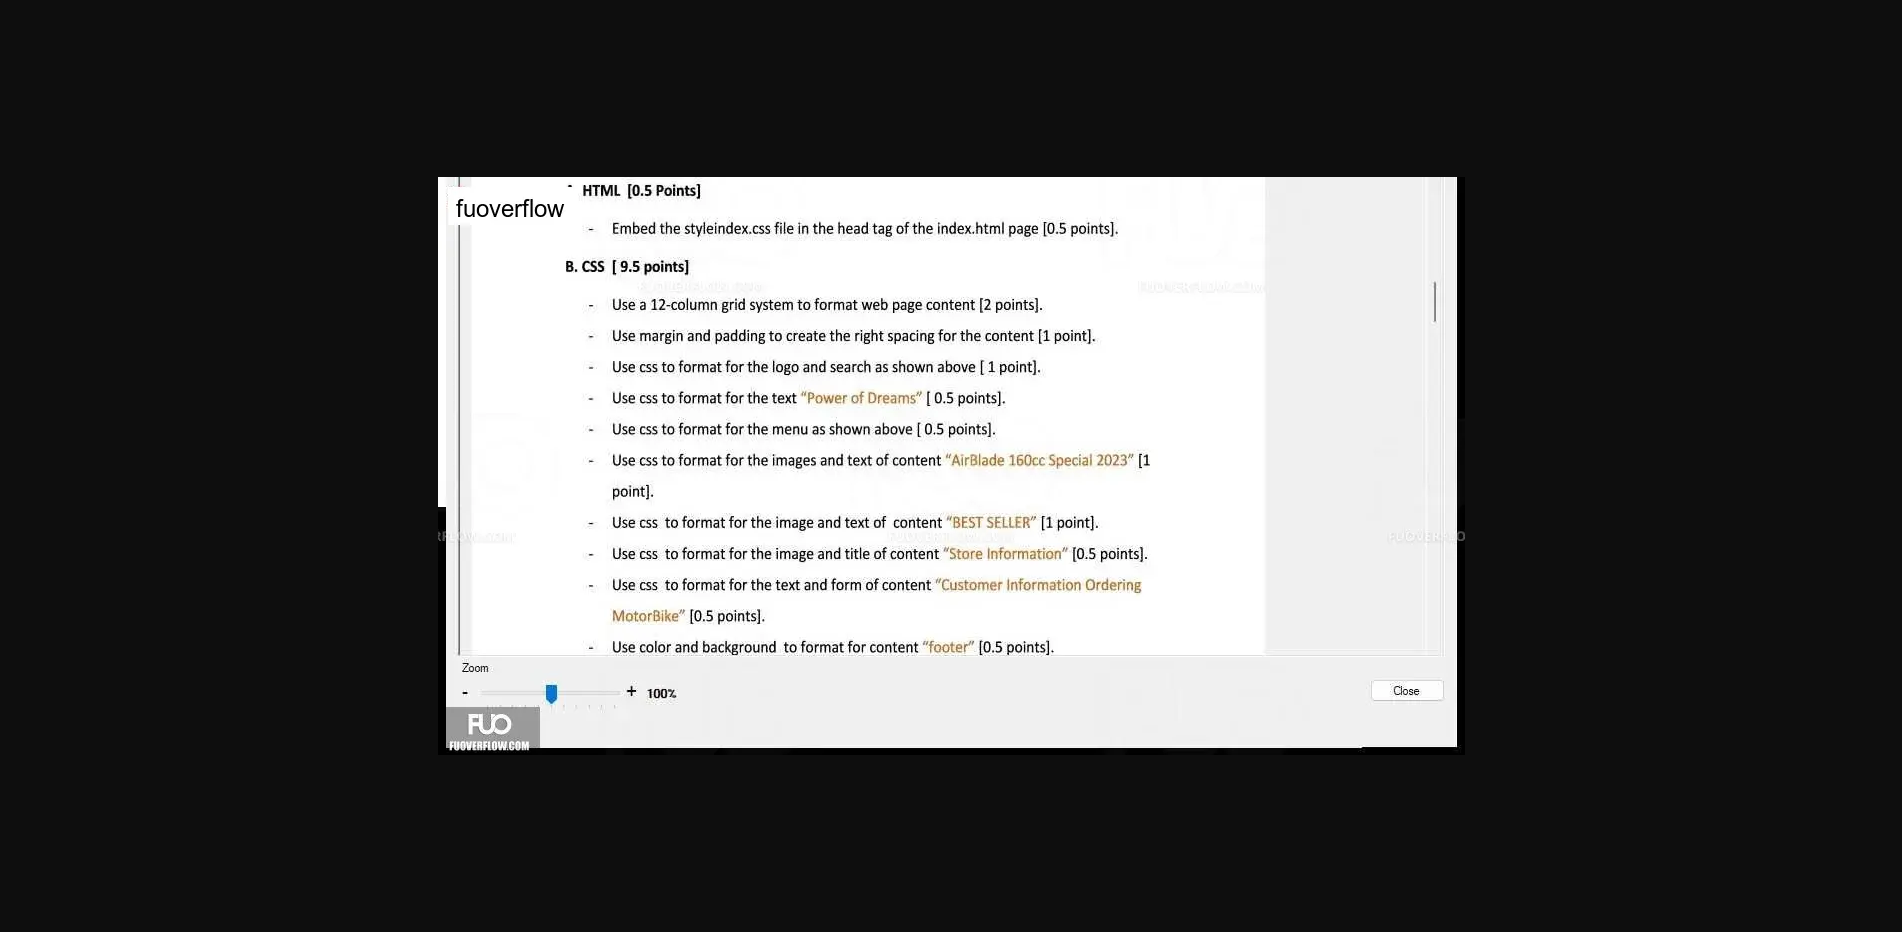 HTML [0.5 Points]
fuoverflow
- Embed the styleindex.css file in the head tag of the index.html page [0.5 points].
B. CSS [ 9.5 points]
FUOVERFLOW.COM FUOVERFLOW.COM
- Use a 12-column grid system to format web page content [2 points].
- Use margin and padding to create the right spacing for the content [1 point].
- Use css to format for the logo and search as shown above [ 1 point].
- Use css to format for the text “Power of Dreams” [ 0.5 points].
- Use css to format for the menu as shown above [ 0.5 points].
- Use css to format for the images and text of content “AirBlade 160cc Special 2023” [1
point].
- Use css to format for the image and text of content “BEST SELLER” [1 point].
RFLOW.COM FUOVERFLOW.COM FUOVERFLO
- Use css to format for the image and title of content “Store Information” [0.5 points].
- Use css to format for the text and form of content “Customer Information Ordering
MotorBike” [0.5 points].
- Use color and background to format for content “footer” [0.5 points].
Zoom
- + 100%
Close
FUO
FUOVERFLOW.COM